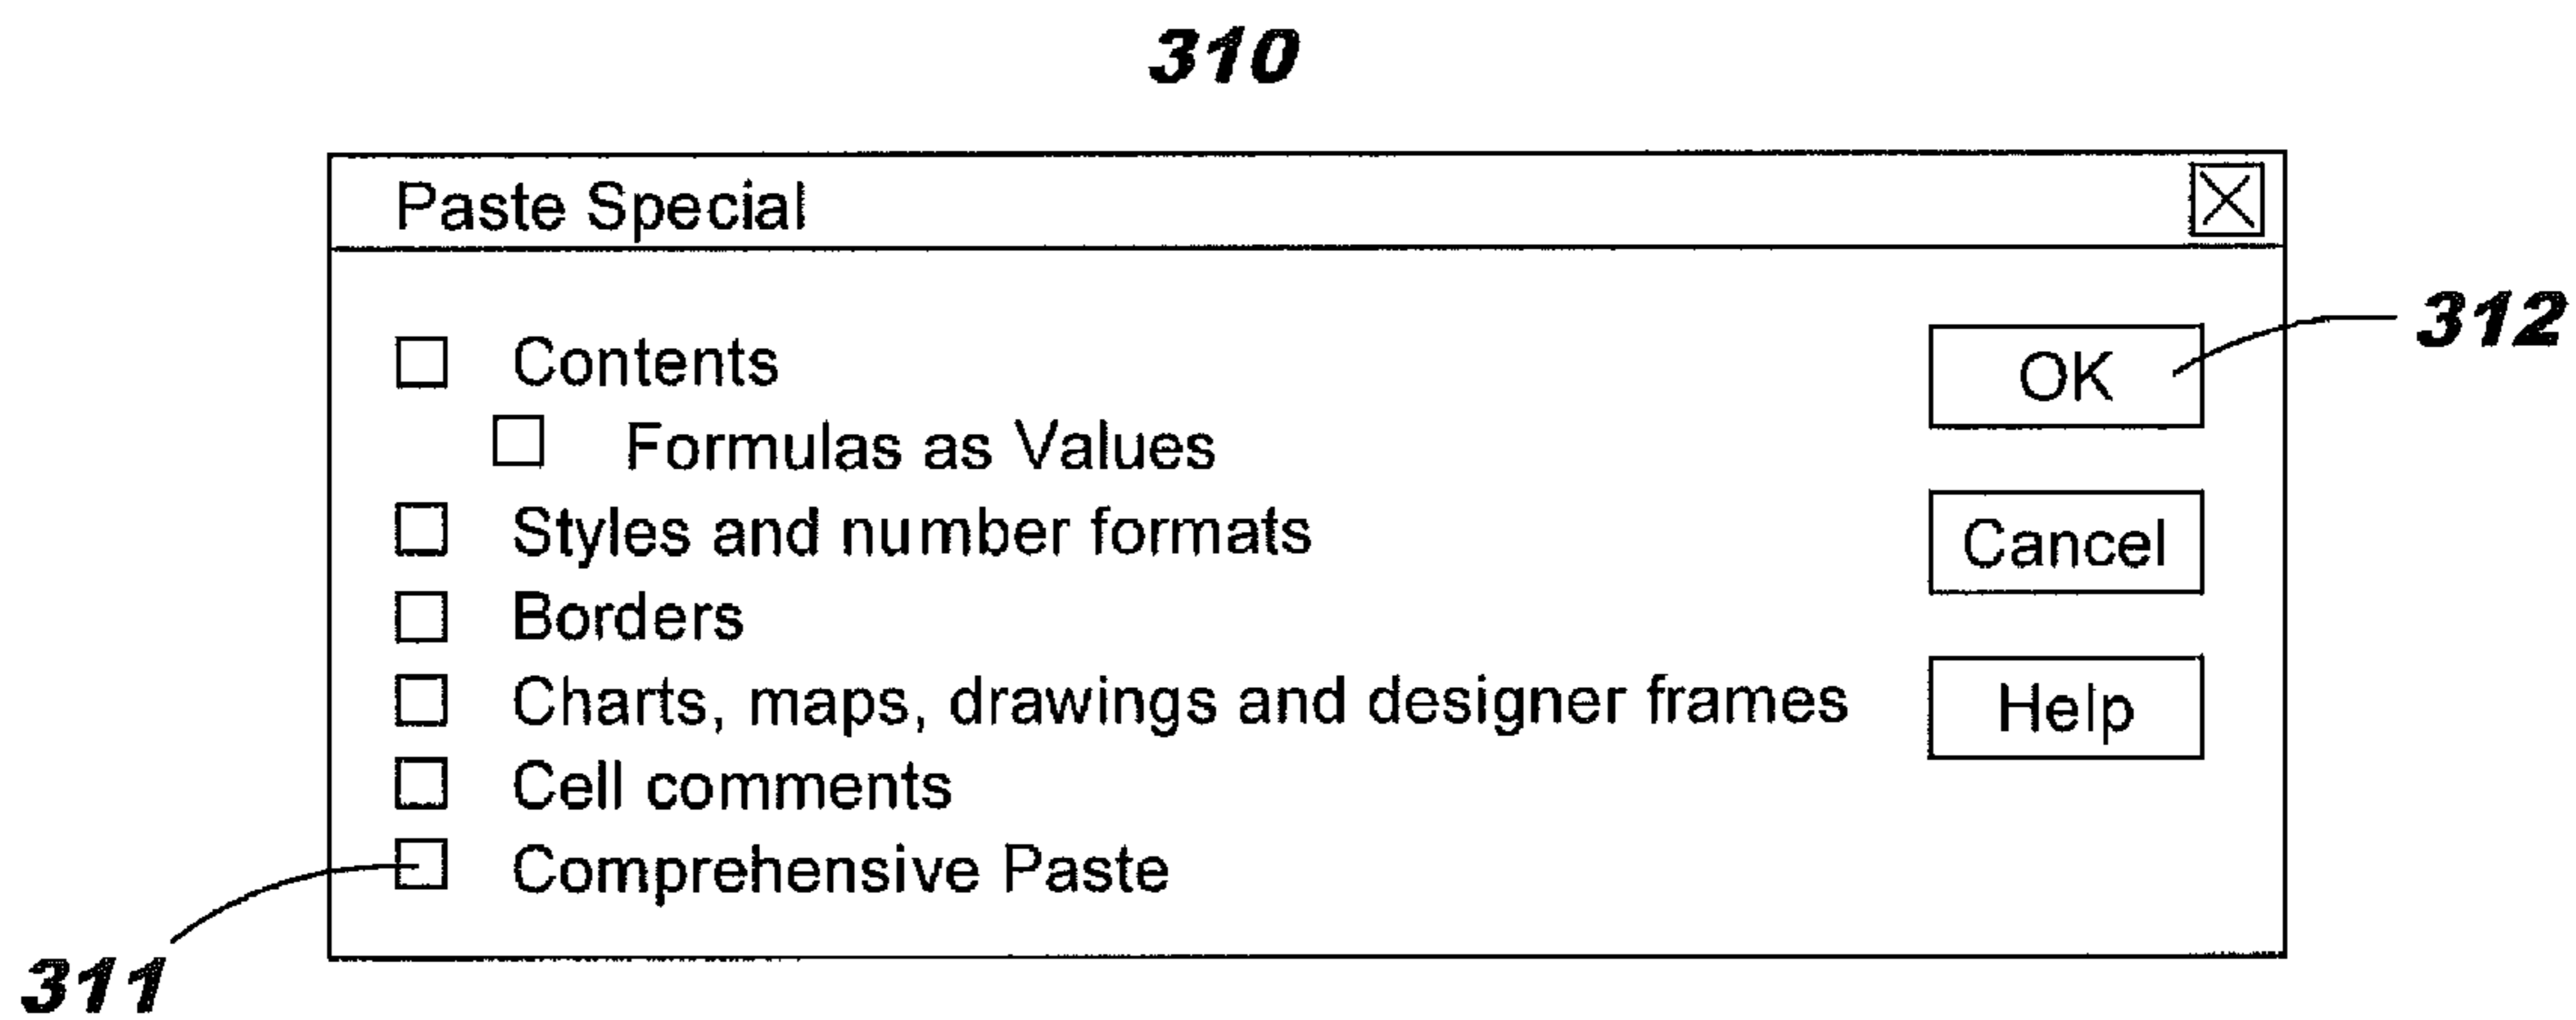 310
Paste Special
Contents
OK
312
Formulas as Values
Styles and number formats
Cancel
Borders
Charts, maps, drawings and designer frames
Help
Cell comments
Comprehensive Paste
311